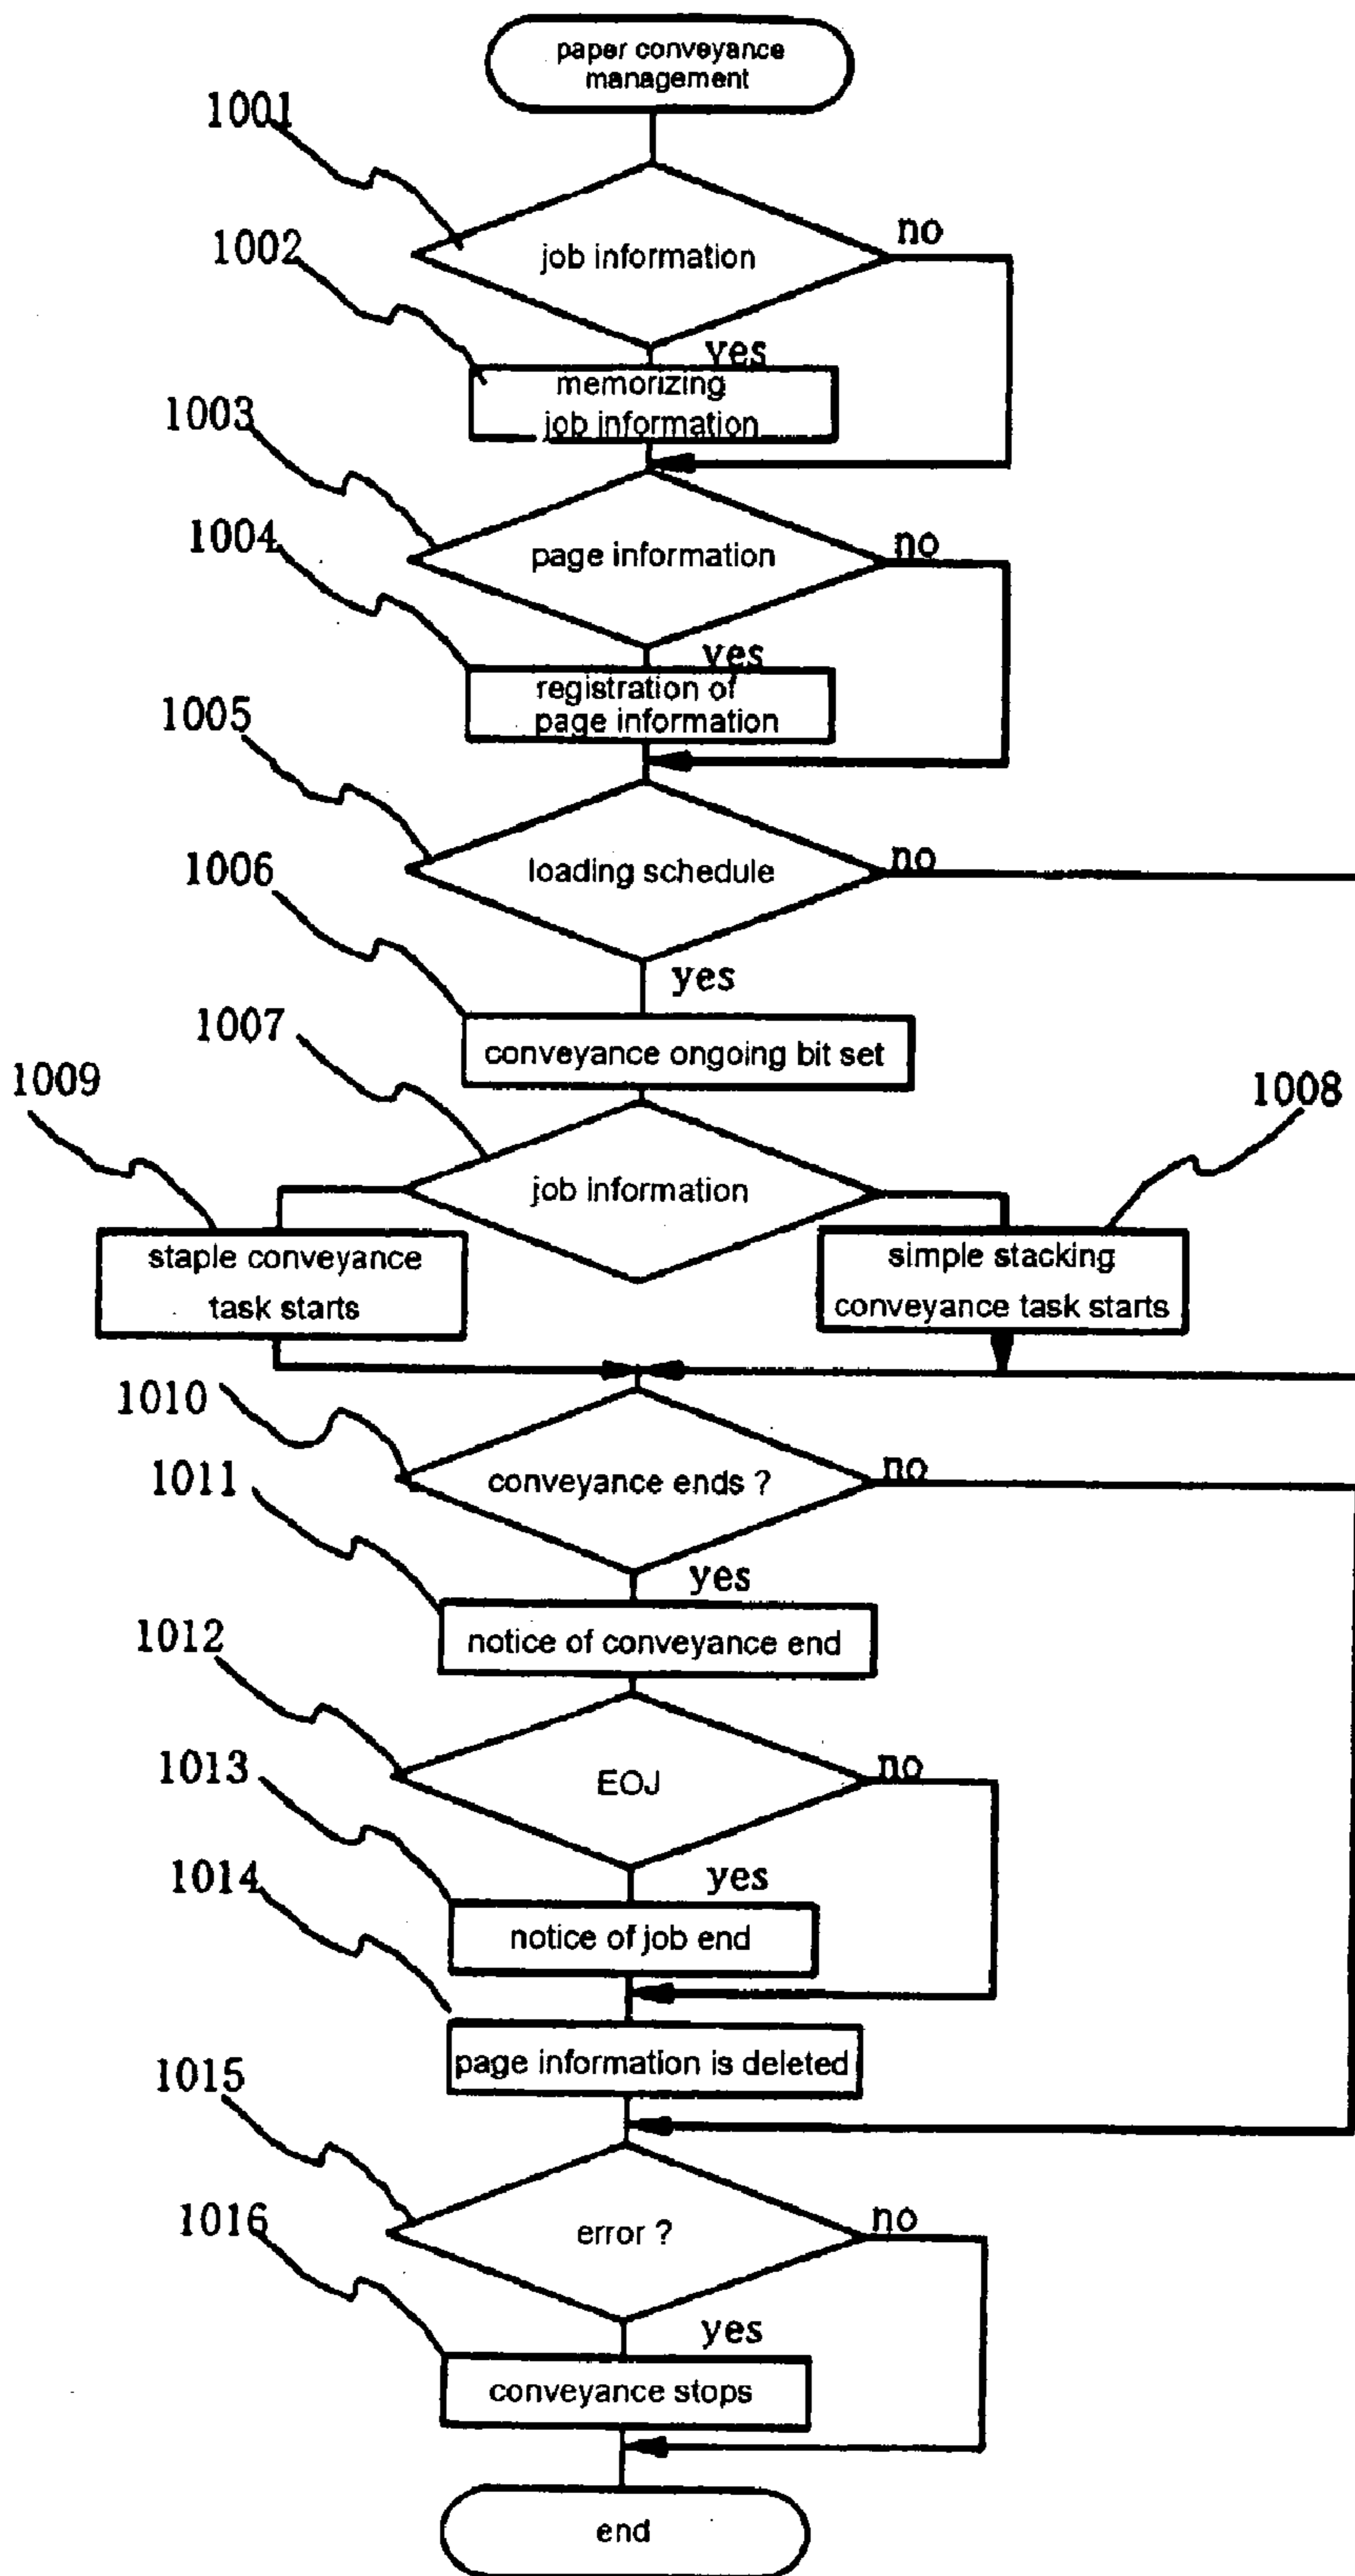 paper conveyance
management
1001
job information
no
1002
yes
memorizing
job information
1003
page information
no
1004
yes
registration of
page information
1005
loading schedule
no
1006
yes
conveyance ongoing bit set
1007
job information
1009
1008
staple conveyance
task starts
simple stacking
conveyance task starts
1010
conveyance ends ?
no
1011
yes
notice of conveyance end
1012
EOJ
no
1013
yes
notice of job end
1014
page information is deleted
1015
error ?
no
1016
yes
conveyance stops
end